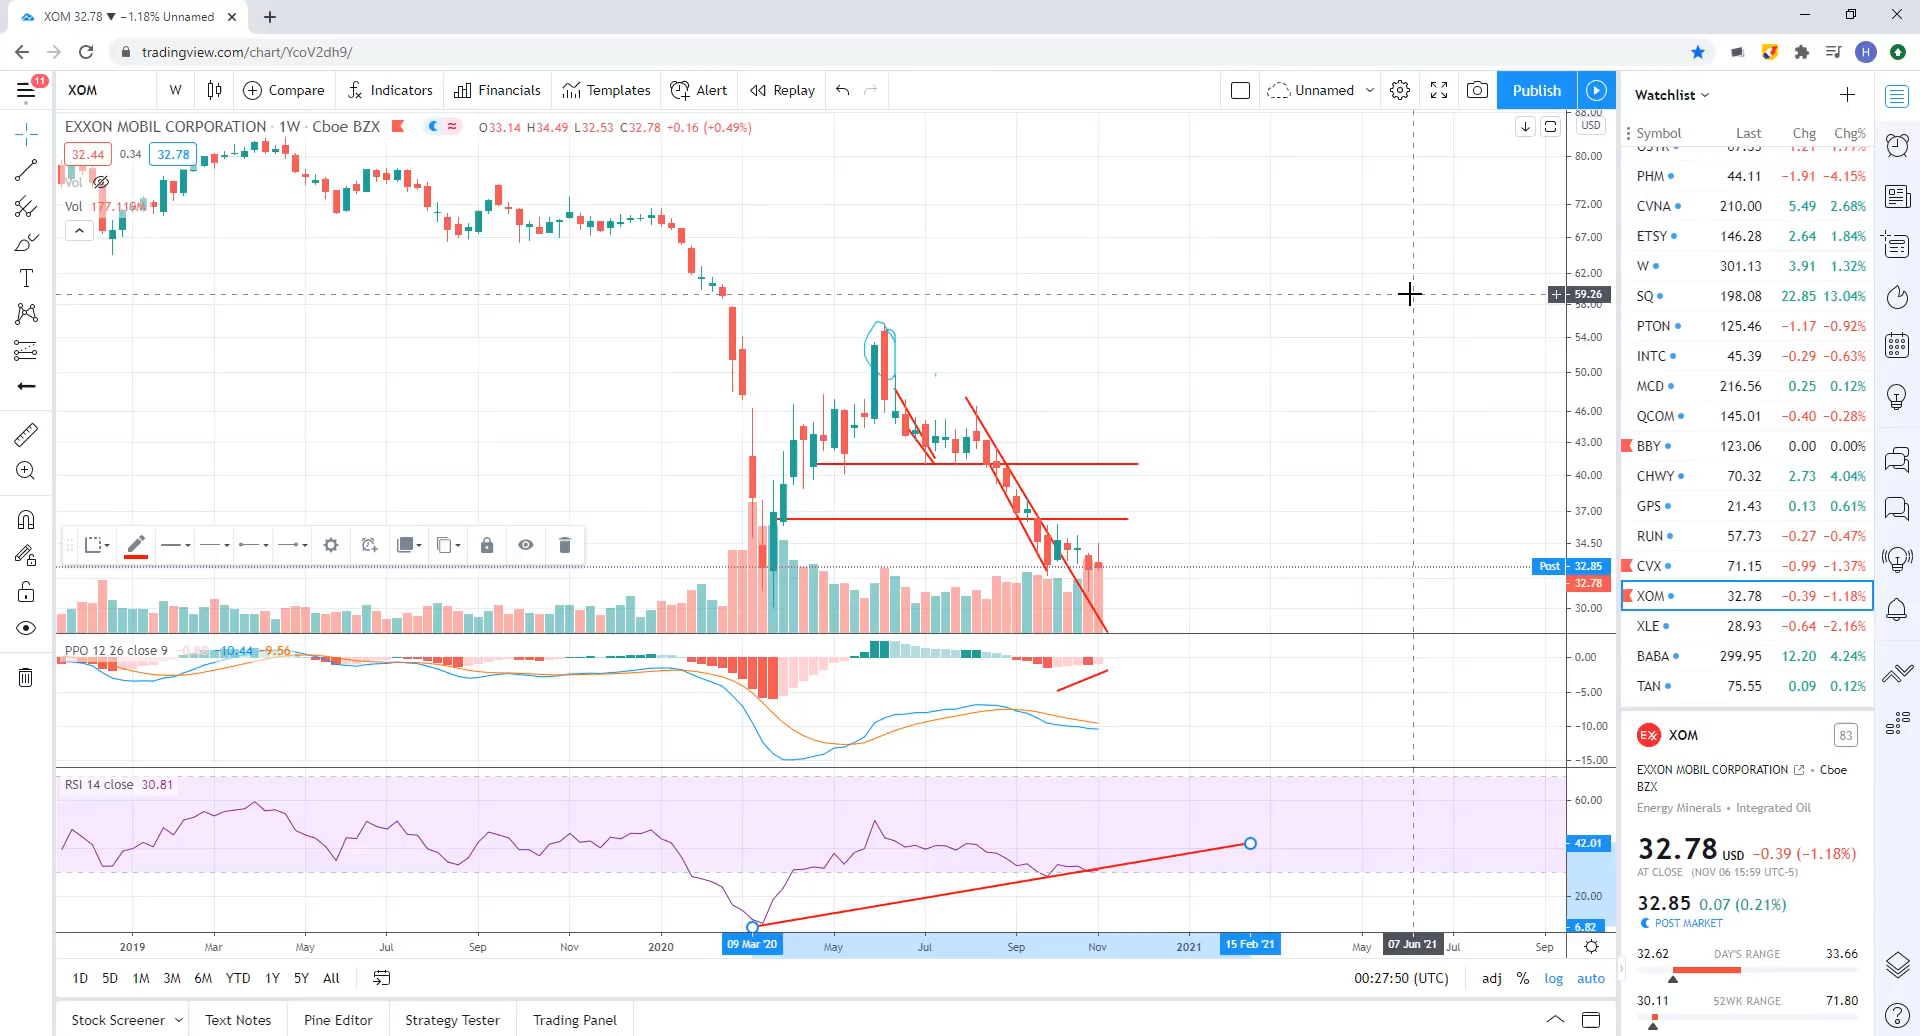 XOM 32.78 ▼ −1.18% Unnamed
tradingview.com/chart/YcoV2dh9/
H
11
XOM W Compare Indicators Financials Templates Alert Replay Unnamed Publish
EXXON MOBIL CORPORATION · 1W · Cboe BZX O33.14 H34.49 L32.53 C32.78 +0.16 (+0.49%)
32.44 0.34 32.78
Vol
Vol 177.119M
USD
88.00
80.00
72.00
67.00
62.00
59.26
58.00
54.00
50.00
46.00
43.00
40.00
37.00
34.50
Post 32.85
32.78
30.00
PPO 12 26 close 9 −10.44 −9.56
0.00
−5.00
−10.00
−15.00
RSI 14 close 30.81
60.00
42.01
20.00
6.82
2019 Mar May Jul Sep Nov 2020 09 Mar '20 May Jul Sep Nov 2021 15 Feb '21 May 07 Jun '21 Jul Sep
1D 5D 1M 3M 6M YTD 1Y 5Y All 00:27:50 (UTC) adj % log auto
Stock Screener Text Notes Pine Editor Strategy Tester Trading Panel
Watchlist
Symbol Last Chg Chg%
PHM 44.11 −1.91 −4.15%
CVNA 210.00 5.49 2.68%
ETSY 146.28 2.64 1.84%
W 301.13 3.91 1.32%
SQ 198.08 22.85 13.04%
PTON 125.46 −1.17 −0.92%
INTC 45.39 −0.29 −0.63%
MCD 216.56 0.25 0.12%
QCOM 145.01 −0.40 −0.28%
BBY 123.06 0.00 0.00%
CHWY 70.32 2.73 4.04%
GPS 21.43 0.13 0.61%
RUN 57.73 −0.27 −0.47%
CVX 71.15 −0.99 −1.37%
XOM 32.78 −0.39 −1.18%
XLE 28.93 −0.64 −2.16%
BABA 299.95 12.20 4.24%
TAN 75.55 0.09 0.12%
XOM 83
EXXON MOBIL CORPORATION • Cboe
BZX
Energy Minerals • Integrated Oil
32.78 USD −0.39 (−1.18%)
AT CLOSE (NOV 06 15:59 UTC-5)
32.85 0.07 (0.21%)
POST MARKET
32.62 DAY'S RANGE 33.66
30.11 52WK RANGE 71.80